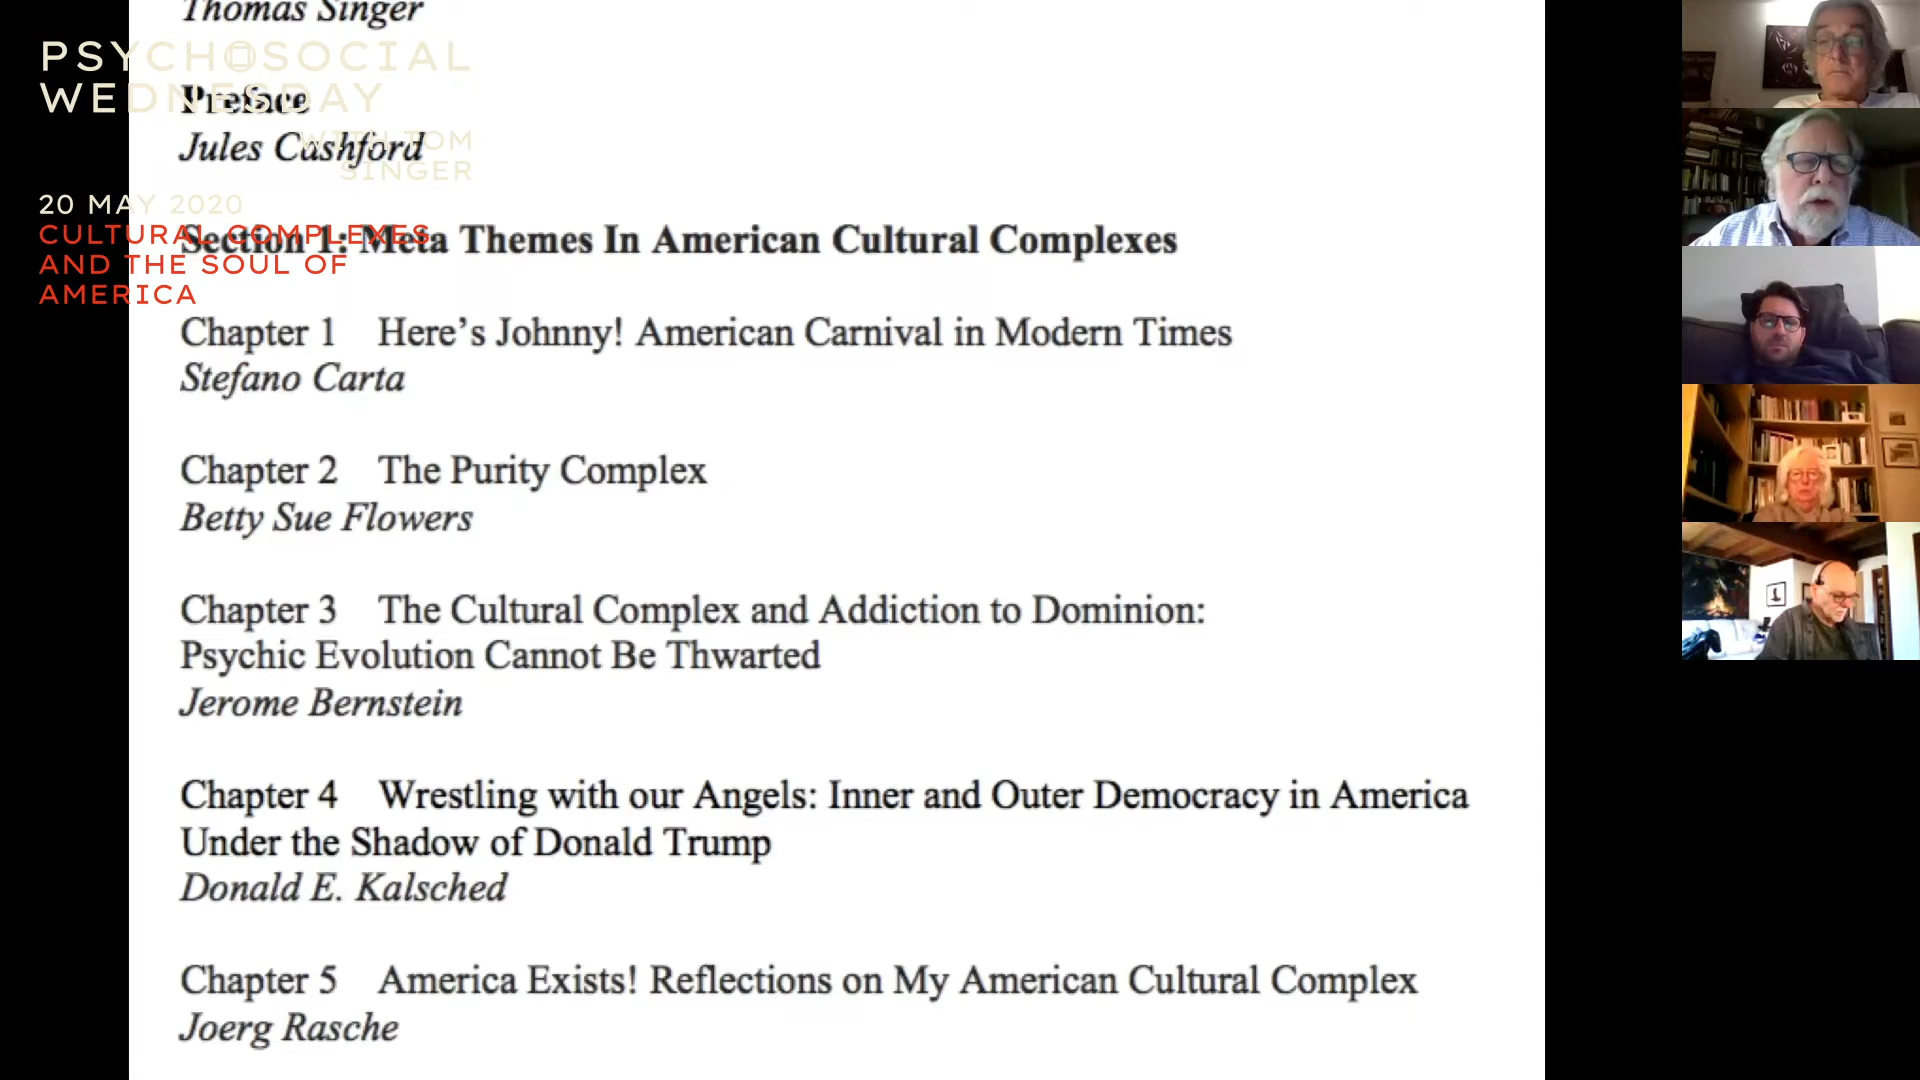 Thomas Singer
PSYCHOSOCIAL
WEDNESDAY
WITH TOM
SINGER
20 MAY 2020
CULTURAL COMPLEXES
AND THE SOUL OF
AMERICA
Preface
Jules Cashford
Section 1: Meta Themes In American Cultural Complexes
Chapter 1 Here’s Johnny! American Carnival in Modern Times
Stefano Carta
Chapter 2 The Purity Complex
Betty Sue Flowers
Chapter 3 The Cultural Complex and Addiction to Dominion:
Psychic Evolution Cannot Be Thwarted
Jerome Bernstein
Chapter 4 Wrestling with our Angels: Inner and Outer Democracy in America
Under the Shadow of Donald Trump
Donald E. Kalsched
Chapter 5 America Exists! Reflections on My American Cultural Complex
Joerg Rasche